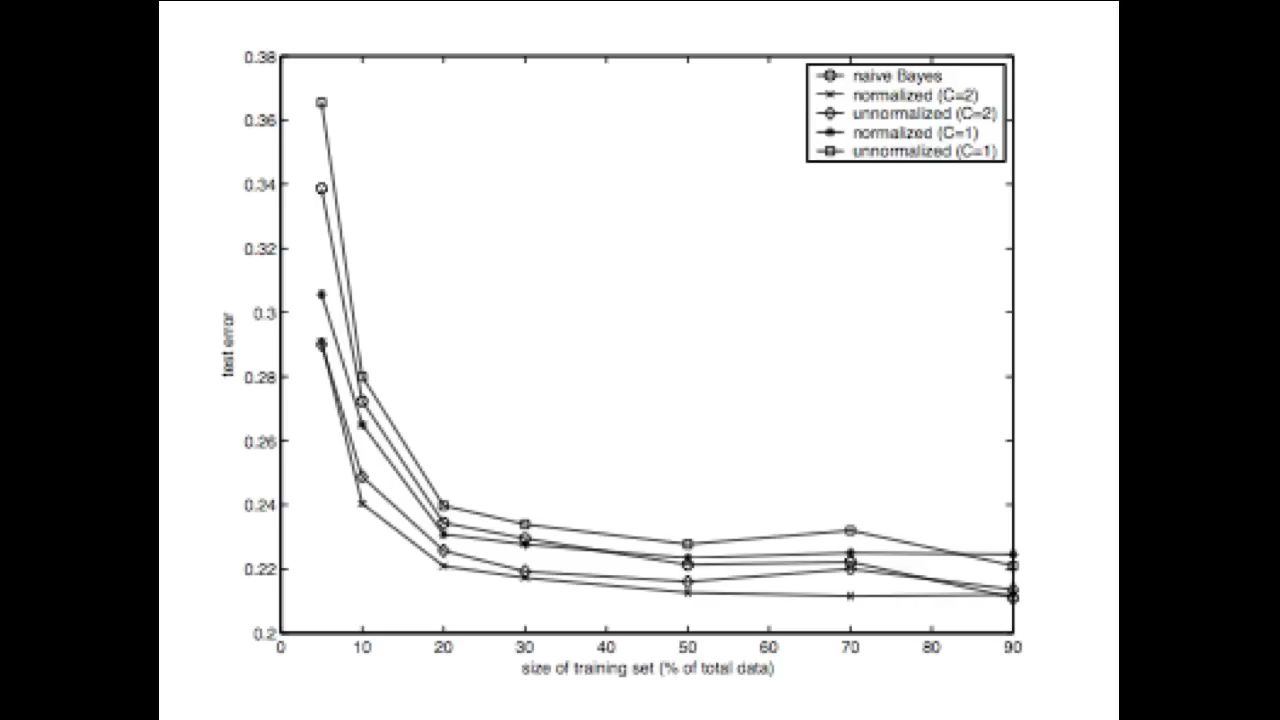 0.38
0.36
0.34
0.32
0.3
0.28
0.26
0.24
0.22
0.2
test error
naive Bayes
normalized (C=2)
unnormalized (C=2)
normalized (C=1)
unnormalized (C=1)
0 10 20 30 40 50 60 70 80 90
size of training set (% of total data)